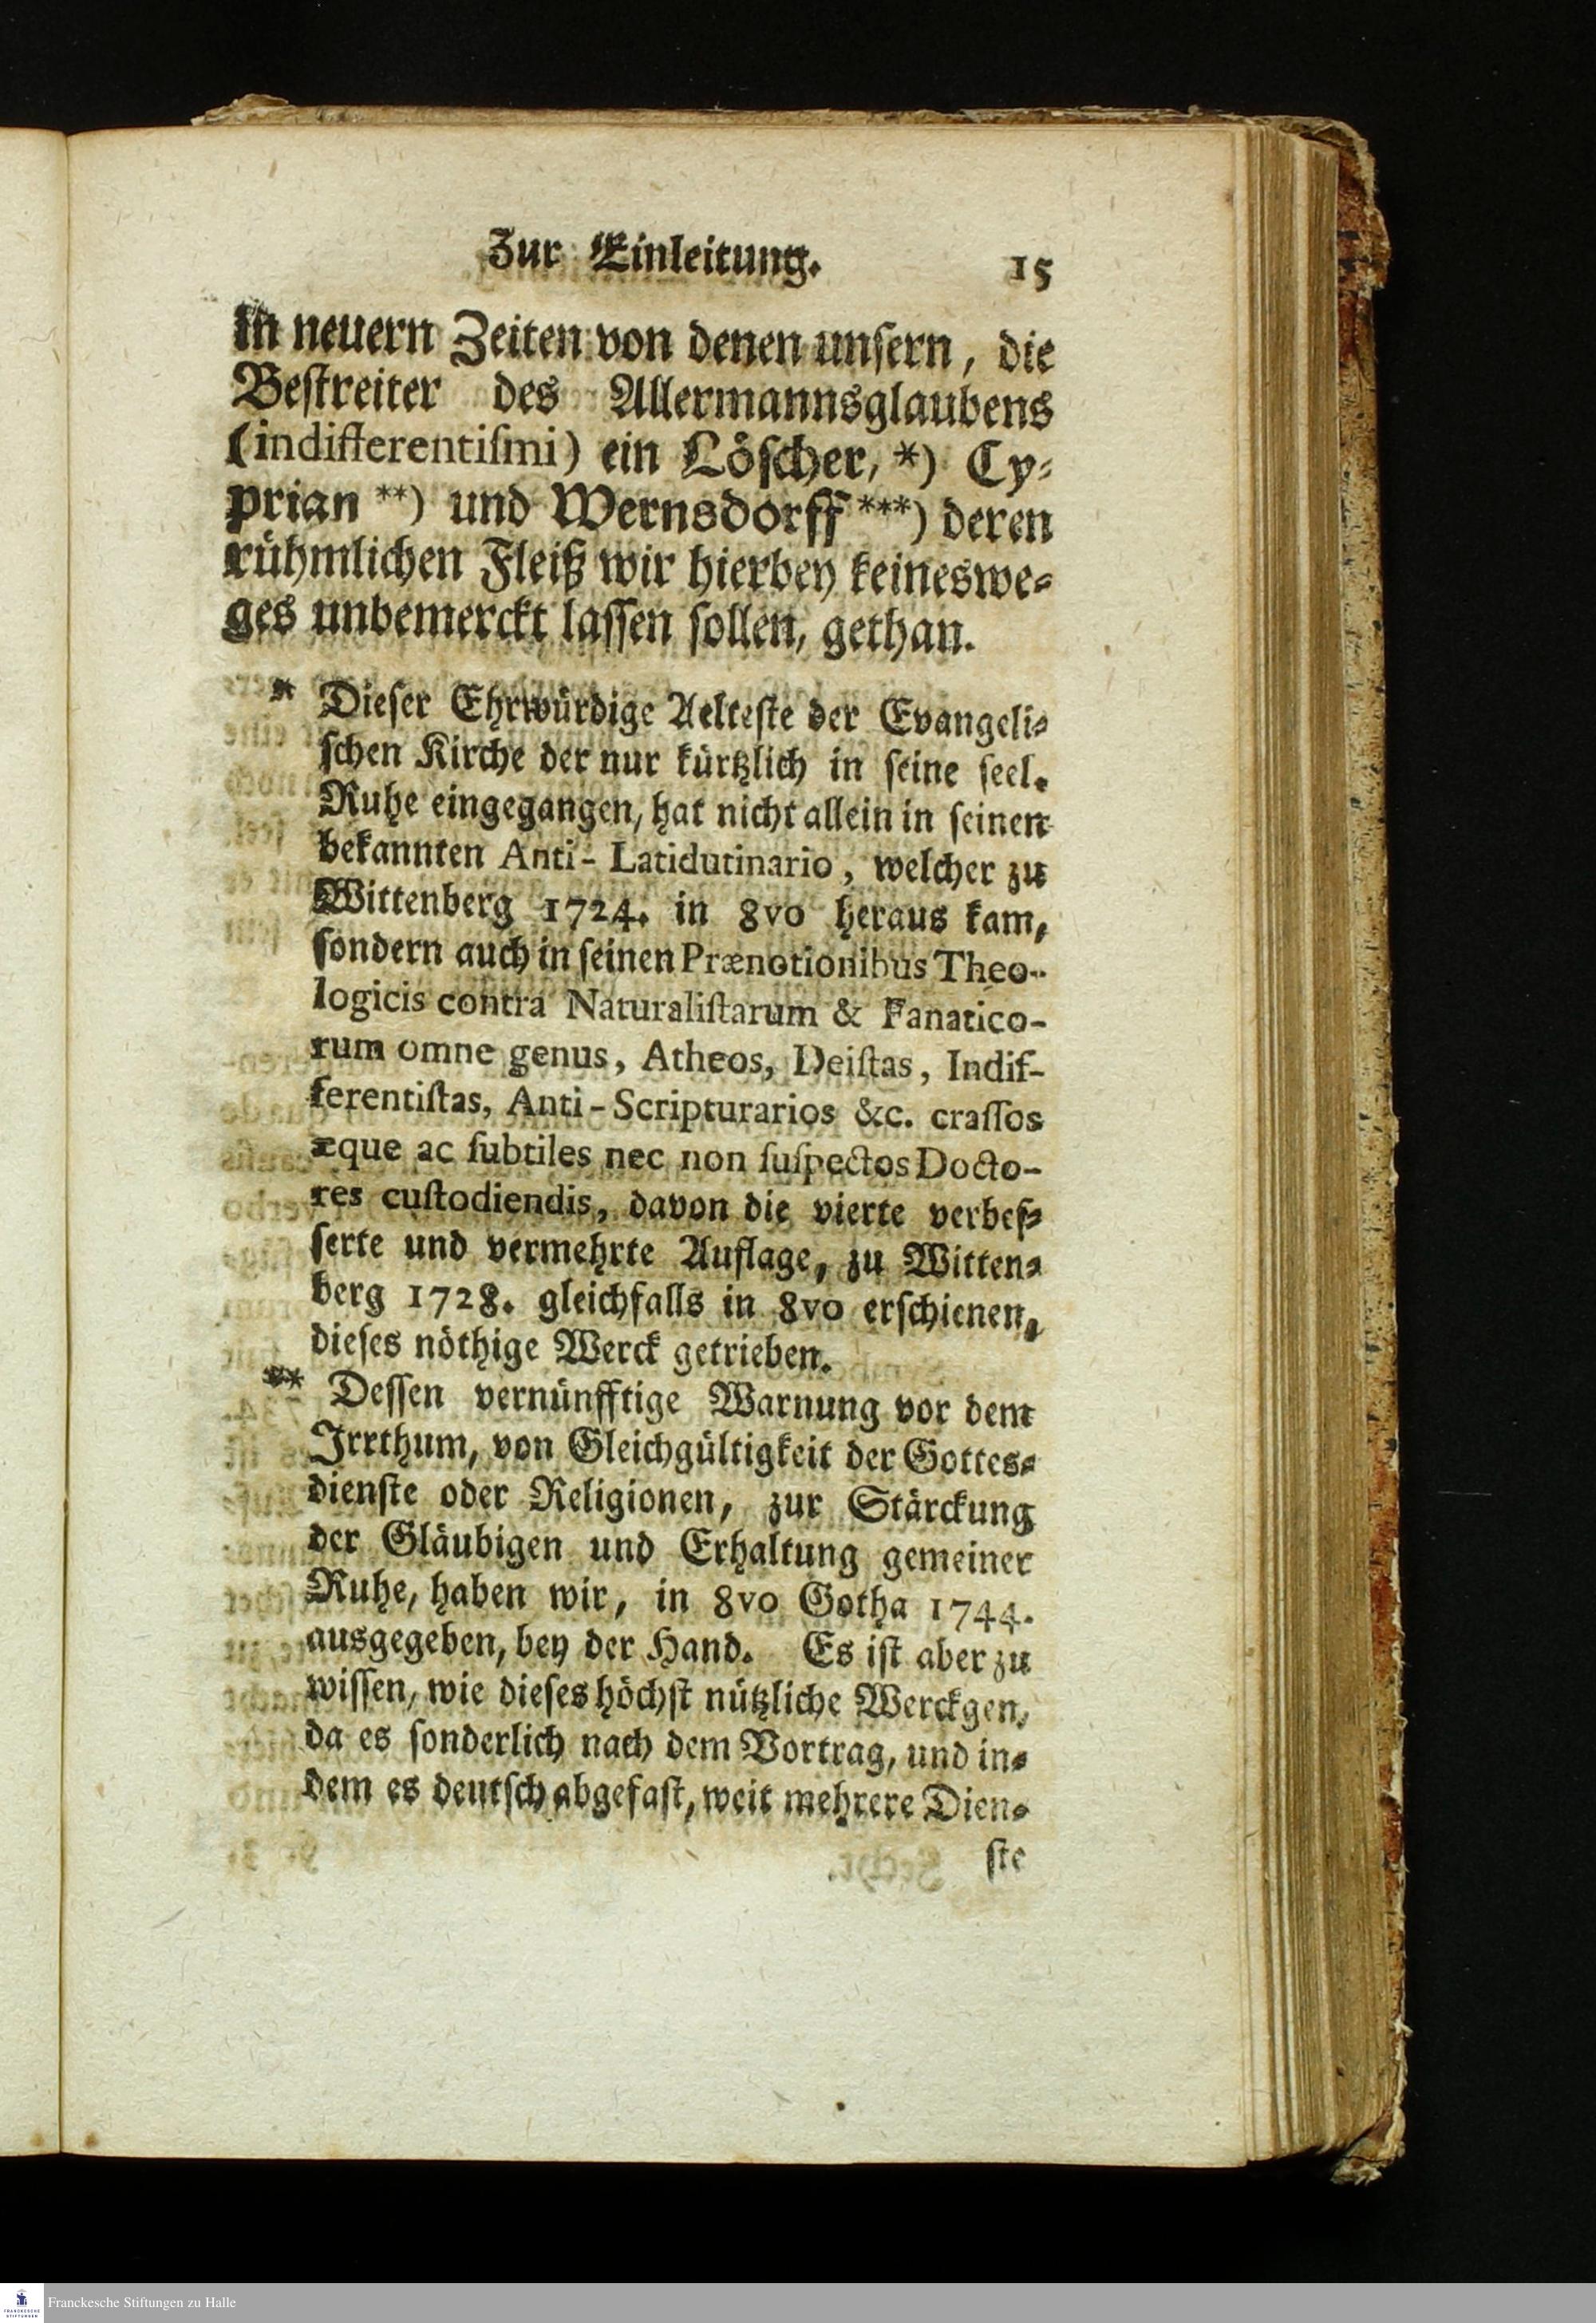 Zur Einleitung. 15
in neuern Zeiten von denen unſern, die
Beſtreiter des Allermannsglaubens
(indifferentiſmi) ein Löſcher, *) Cy⸗
prian **) und Wernsdorff ***) deren
rühmlichen Fleiß wir hierbey keineswe⸗
ges unbemerckt laſſen ſollen, gethan.
* Dieſer Ehrwürdige Aelteſte der Evangeli⸗
ſchen Kirche der nur kürtzlich in ſeine ſeel.
Ruhe eingegangen, hat nicht allein in ſeinen
bekannten Anti-Latidutinario, welcher zu
Wittenberg 1724. in 8vo heraus kam,
ſondern auch in ſeinen Prænotionibus Theo-
logicis contra Naturaliſtarum & Fanatico-
rum omne genus, Atheos, Deiſtas, Indif-
ferentiſtas, Anti-Scripturarios &c. craſſos
æque ac ſubtiles nec non ſuſpectos Docto-
res cuſtodiendis, davon die vierte verbeſ⸗
ſerte und vermehrte Auflage, zu Witten⸗
berg 1728. gleichfalls in 8vo erſchienen,
dieſes nöthige Werck getrieben.
** Deſſen vernünfftige Warnung vor dem
Irrthum, von Gleichgültigkeit der Gottes⸗
dienſte oder Religionen, zur Stärckung
der Gläubigen und Erhaltung gemeiner
Ruhe, haben wir, in 8vo Gotha 1744.
ausgegeben, bey der Hand. Es iſt aber zu
wiſſen, wie dieſes höchſt nützliche Werckgen,
da es ſonderlich nach dem Vortrag, und in⸗
dem es deutſch abgefaſt, weit mehrere Dien⸗
ſte
FRANCKESCHE
STIFTUNGEN
Franckesche Stiftungen zu Halle